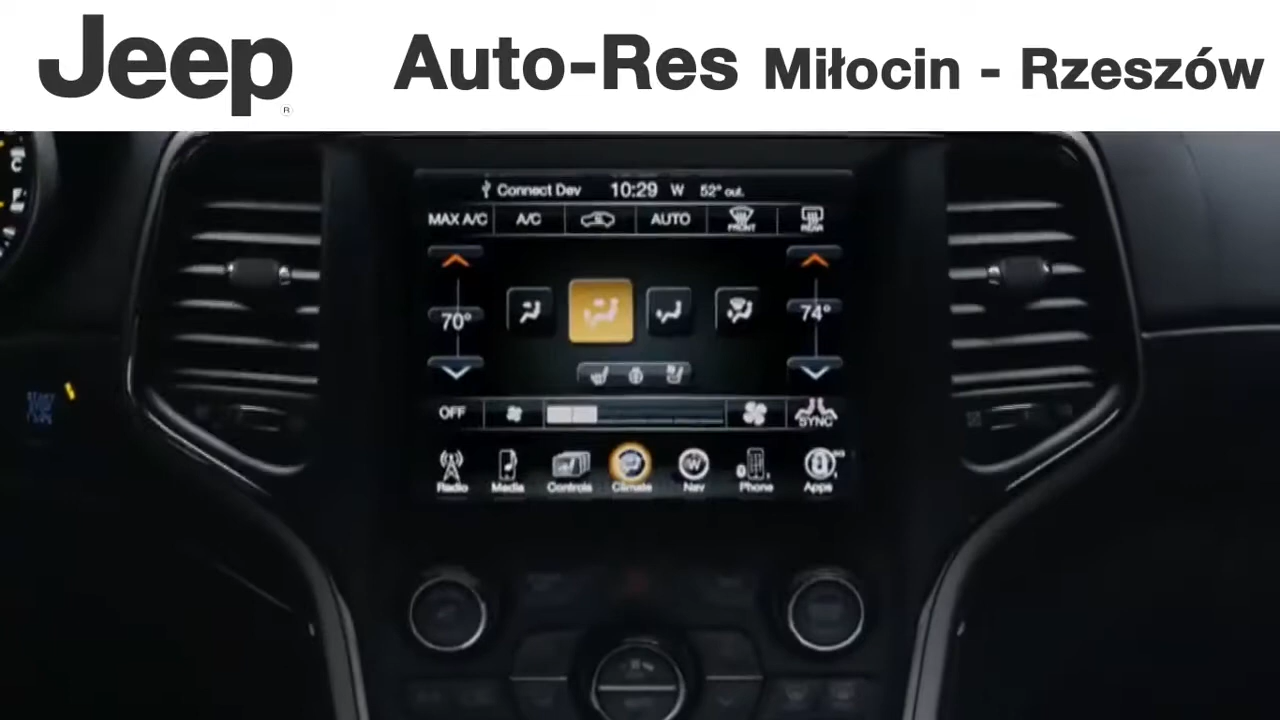 Jeep®
Auto-Res Miłocin - Rzeszów
Connect Dev 10:29 W 52° out.
MAX A/C A/C AUTO FRONT REAR
70° 74°
OFF SYNC
Radio Media Controls Climate Nav Phone Apps